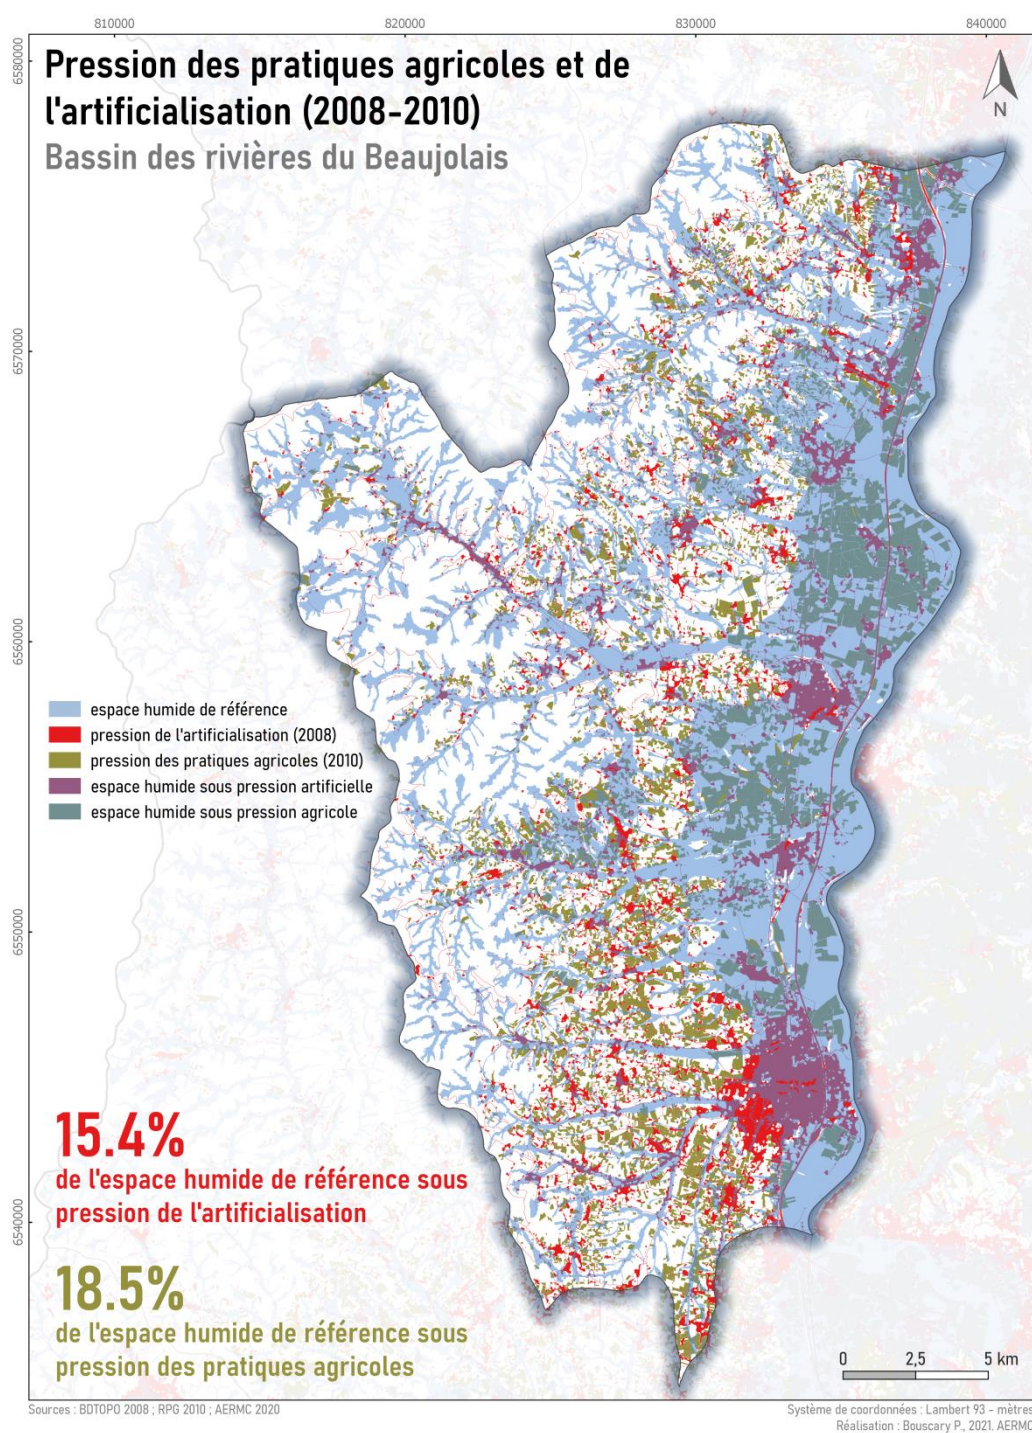 810000
820000
830000
840000
6580000
Pression des pratiques agricoles et de
l'artificialisation (2008-2010)
Bassin des rivières du Beaujolais
N
6570000
6560000
espace humide de référence
pression de l'artificialisation (2008)
pression des pratiques agricoles (2010)
espace humide sous pression artificielle
espace humide sous pression agricole
6550000
15.4%
de l'espace humide de référence sous
pression de l'artificialisation
6540000
18.5%
de l'espace humide de référence sous
pression des pratiques agricoles
0 2,5 5 km
Sources : BDTOPO 2008 ; RPG 2010 ; AERMC 2020
Système de coordonnées : Lambert 93 - mètres
Réalisation : Bouscary P., 2021. AERMC